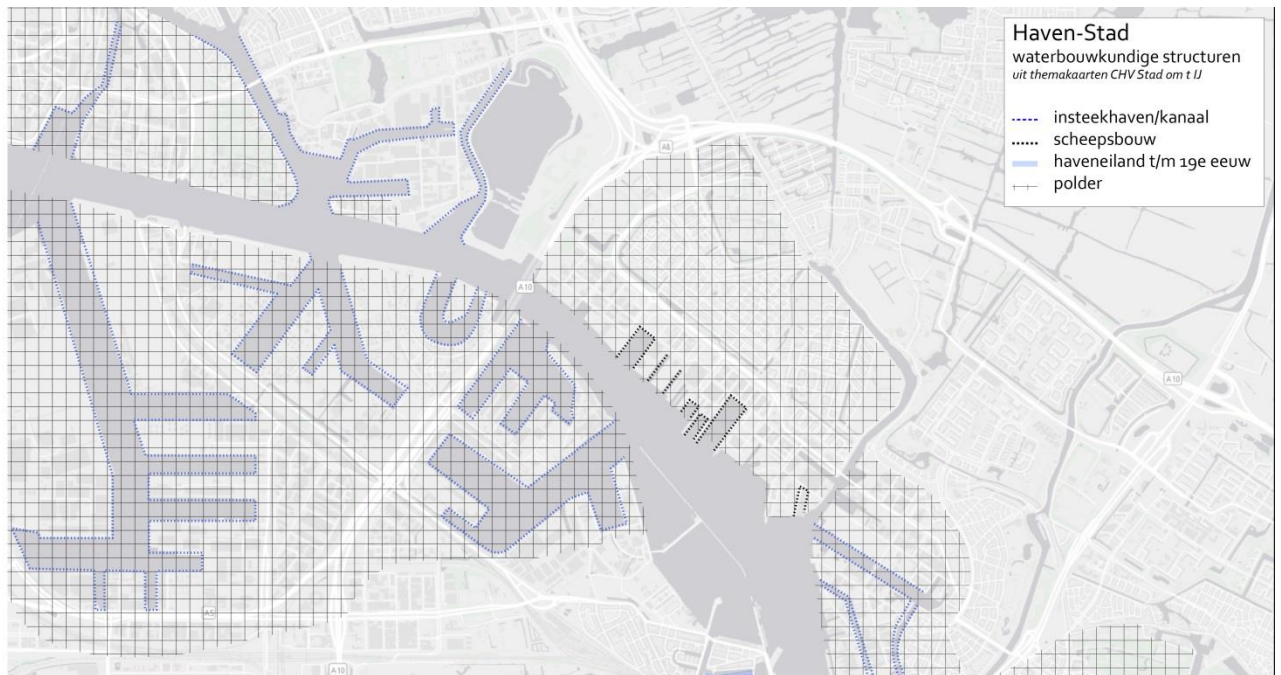 Haven-Stad
waterbouwkundige structuren
uit themakaarten CHV Stad om t IJ
insteekhaven/kanaal
scheepsbouw
haveneiland t/m 19e eeuw
polder
A8
A10
A10
A5
A10